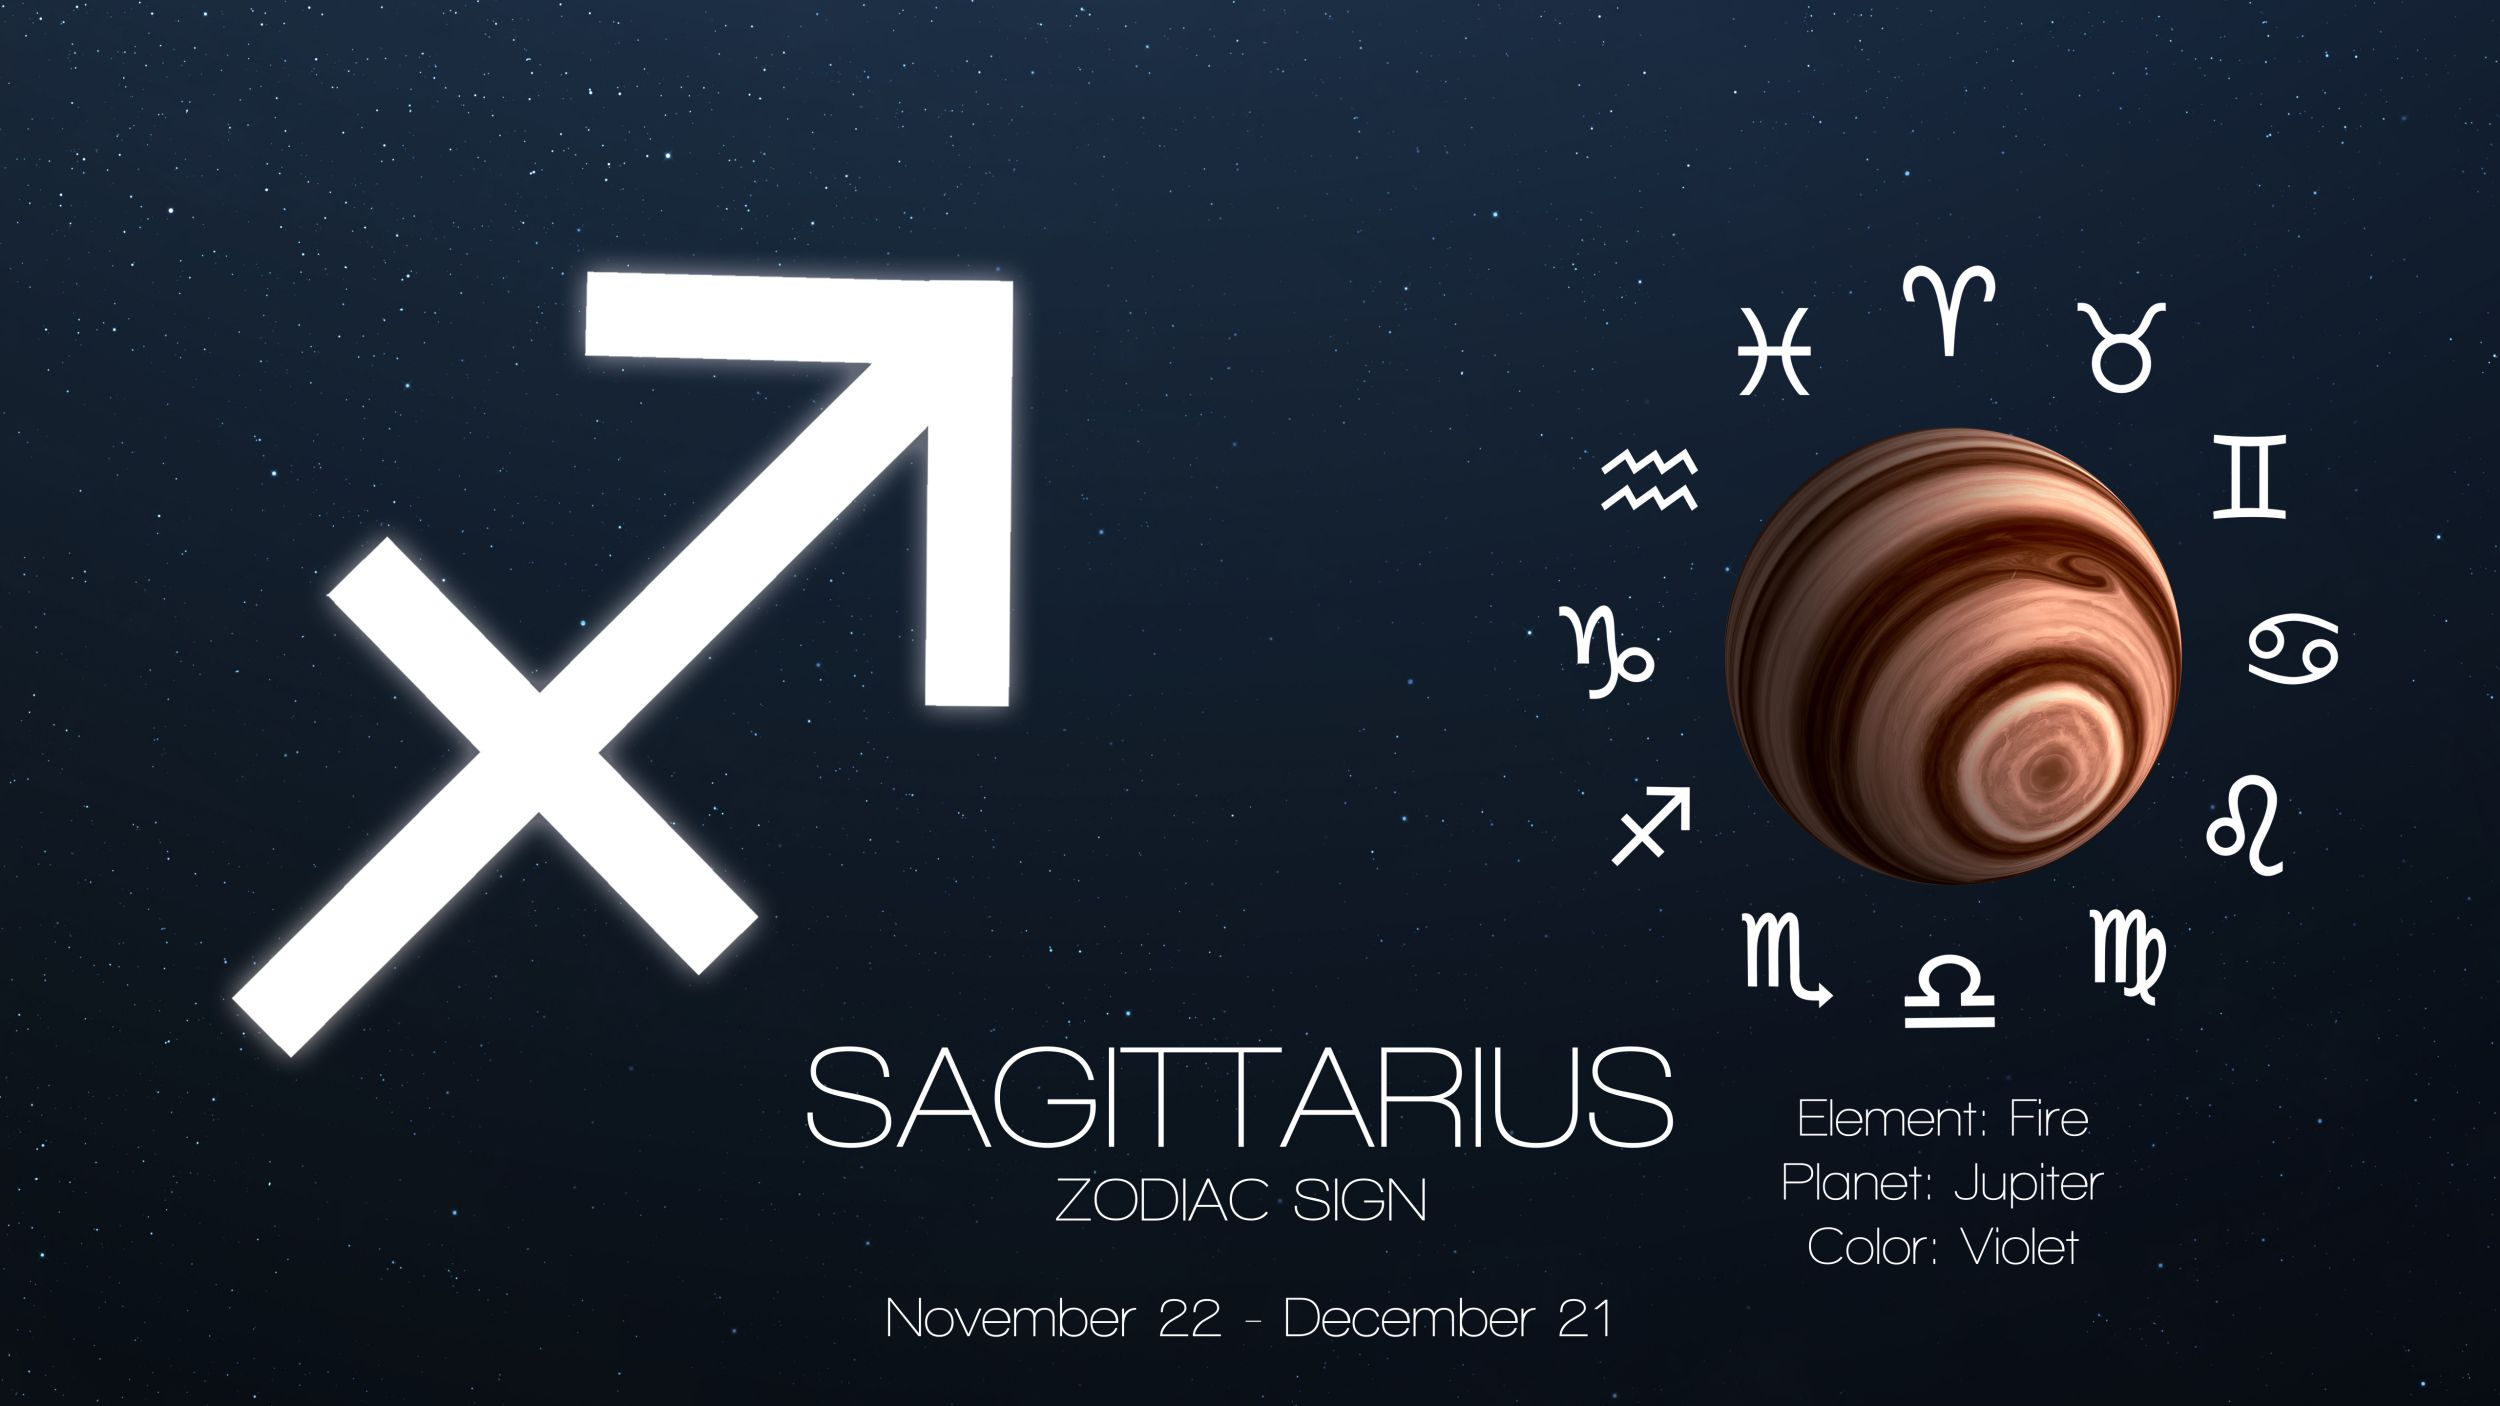 SAGITTARIUS
ZODIAC SIGN
November 22 - December 21
Element: Fire
Planet: Jupiter
Color: Violet